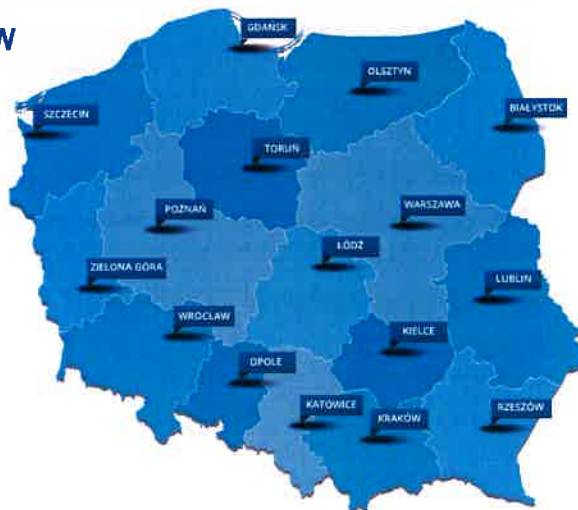 W
GDAŃSK
OLSZTYN
SZCZECIN
BIAŁYSTOK
TORUŃ
POZNAŃ
WARSZAWA
ŁÓDŹ
ZIELONA GÓRA
LUBLIN
WROCŁAW
KIELCE
OPOLE
KATOWICE
KRAKÓW
RZESZÓW